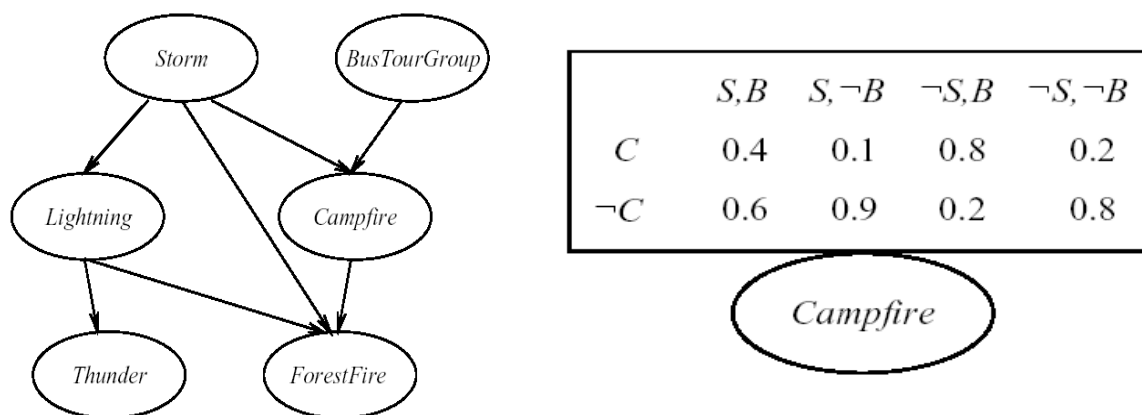 Storm
BusTourGroup
Lightning
Campfire
Thunder
ForestFire
S,B S,¬B ¬S,B ¬S,¬B
C 0.4 0.1 0.8 0.2
¬C 0.6 0.9 0.2 0.8
Campfire